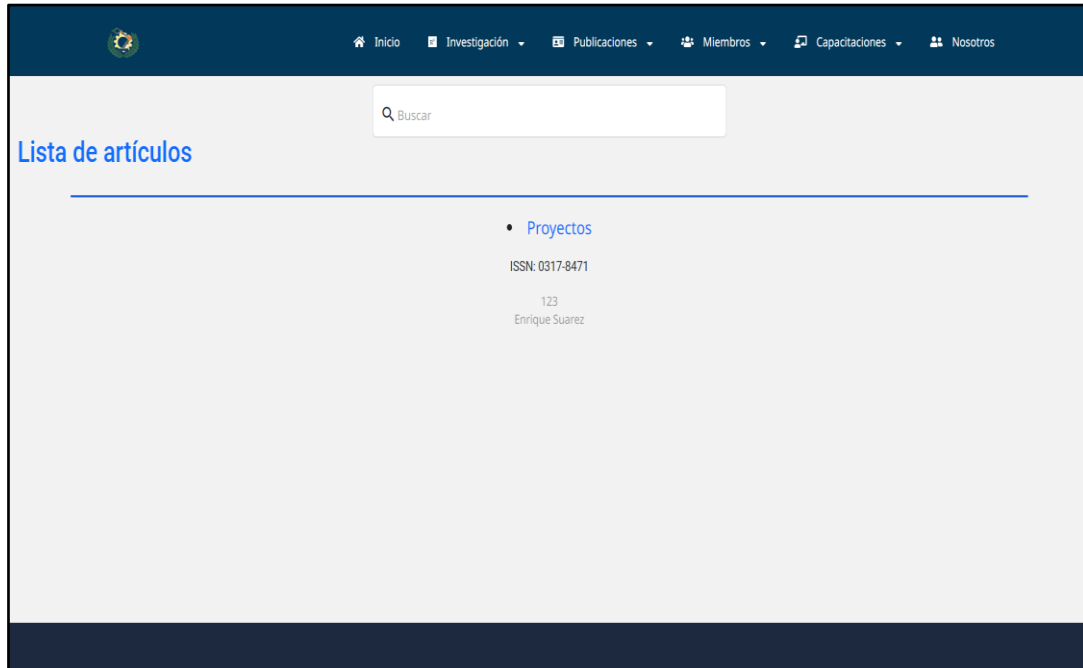 Inicio Investigación Publicaciones Miembros Capacitaciones Nosotros
Buscar
Lista de artículos
Proyectos
ISSN: 0317-8471
123
Enrique Suarez